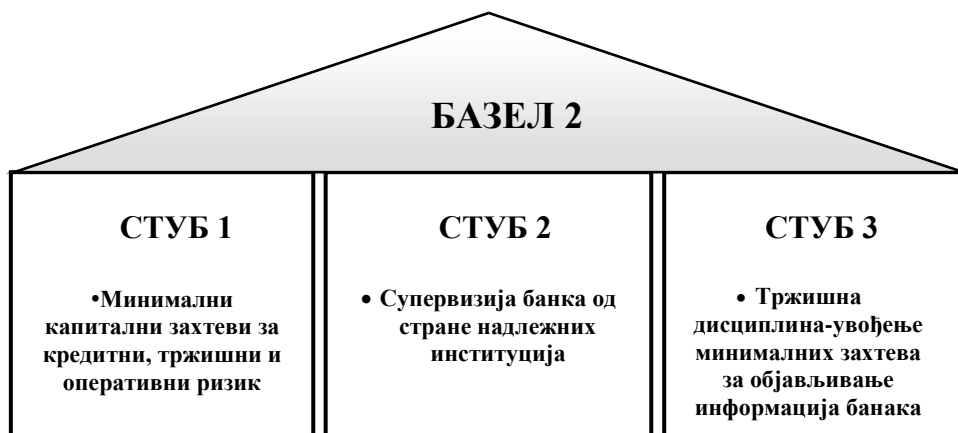 БАЗЕЛ 2
СТУБ 1
•Минимални
капитални захтеви за
кредитни, тржишни и
оперативни ризик
СТУБ 2
• Супервизија банка од
стране надлежних
институција
СТУБ 3
• Тржишна
дисциплина-увођење
минималних захтева
за објављивање
информација банака